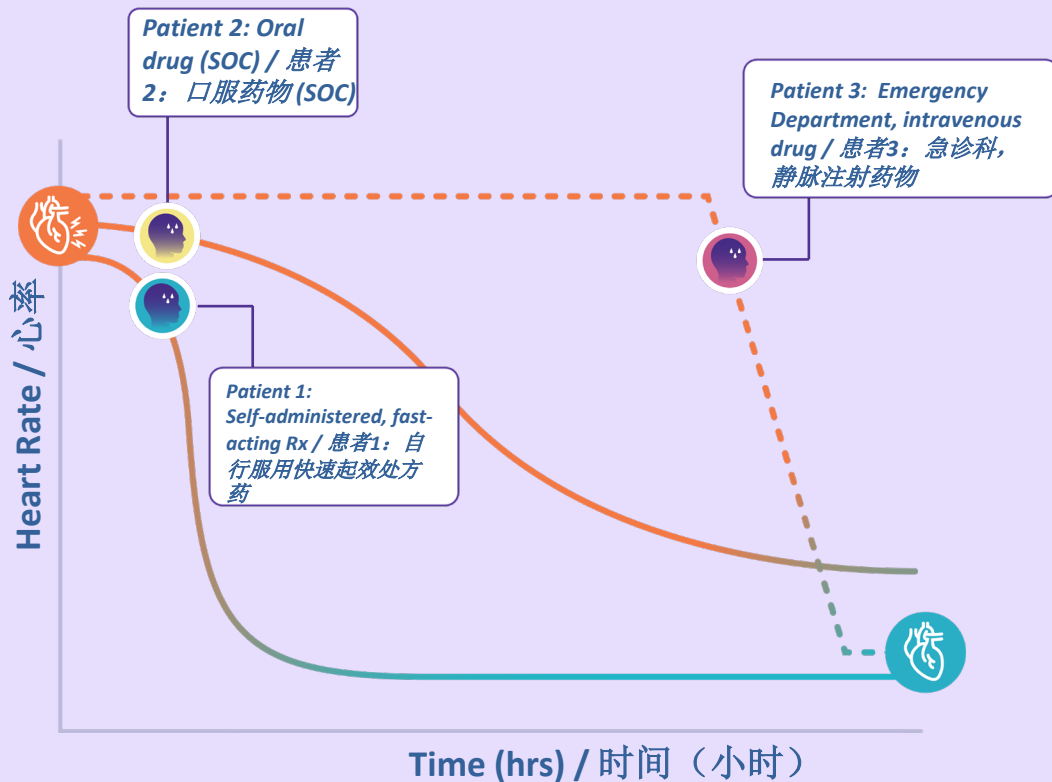 Patient 2: Oral
drug (SOC) / 患者
2：口服药物 (SOC)
Patient 3: Emergency
Department, intravenous
drug / 患者3：急诊科，
静脉注射药物
Patient 1:
Self-administered, fast-
acting Rx / 患者1：自
行服用快速起效处方
药
Heart Rate / 心率
Time (hrs) / 时间（小时）